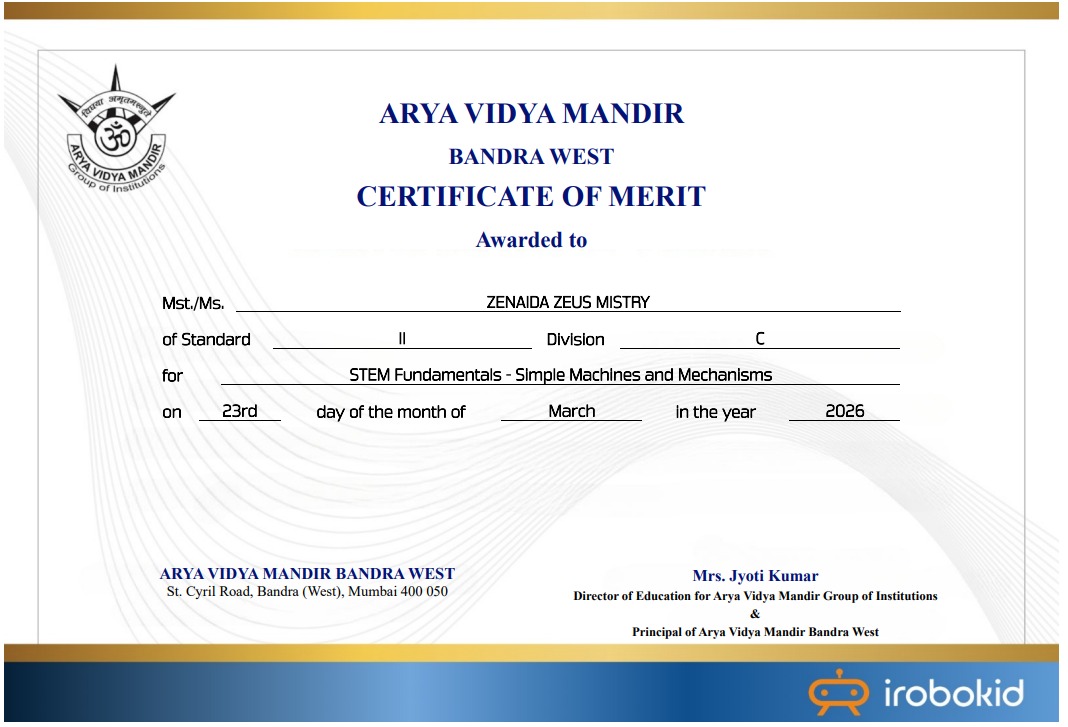 विद्यया अमृतमश्नुते
ॐ
ARYA VIDYA MANDIR
Group of Institutions
ARYA VIDYA MANDIR
BANDRA WEST
CERTIFICATE OF MERIT
Awarded to
Mst./Ms. ZENAIDA ZEUS MISTRY
of Standard II Division C
for STEM Fundamentals - Simple Machines and Mechanisms
on 23rd day of the month of March in the year 2026
ARYA VIDYA MANDIR BANDRA WEST
St. Cyril Road, Bandra (West), Mumbai 400 050
Mrs. Jyoti Kumar
Director of Education for Arya Vidya Mandir Group of Institutions
&
Principal of Arya Vidya Mandir Bandra West
irobokid